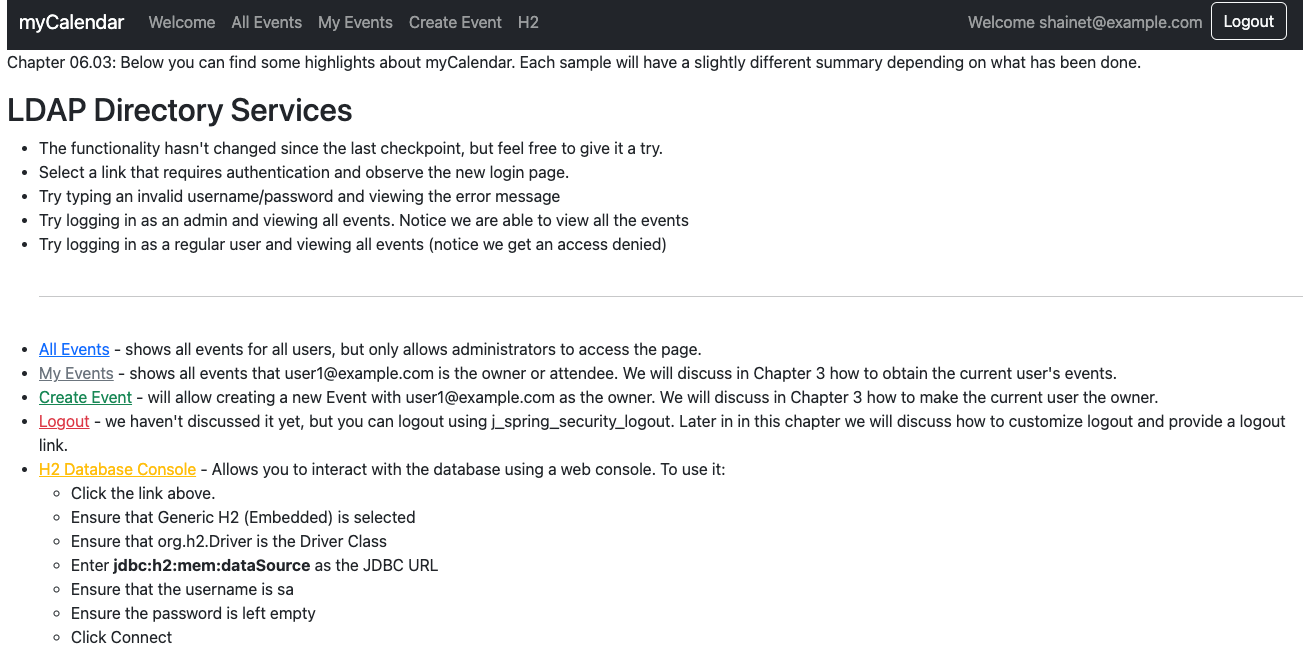 myCalendar Welcome All Events My Events Create Event H2 Welcome shainet@example.com Logout
Chapter 06.03: Below you can find some highlights about myCalendar. Each sample will have a slightly different summary depending on what has been done.
LDAP Directory Services
• The functionality hasn't changed since the last checkpoint, but feel free to give it a try.
• Select a link that requires authentication and observe the new login page.
• Try typing an invalid username/password and viewing the error message
• Try logging in as an admin and viewing all events. Notice we are able to view all the events
• Try logging in as a regular user and viewing all events (notice we get an access denied)
• All Events - shows all events for all users, but only allows administrators to access the page.
• My Events - shows all events that user1@example.com is the owner or attendee. We will discuss in Chapter 3 how to obtain the current user's events.
• Create Event - will allow creating a new Event with user1@example.com as the owner. We will discuss in Chapter 3 how to make the current user the owner.
• Logout - we haven't discussed it yet, but you can logout using j_spring_security_logout. Later in in this chapter we will discuss how to customize logout and provide a logout
link.
• H2 Database Console - Allows you to interact with the database using a web console. To use it:
◦ Click the link above.
◦ Ensure that Generic H2 (Embedded) is selected
◦ Ensure that org.h2.Driver is the Driver Class
◦ Enter jdbc:h2:mem:dataSource as the JDBC URL
◦ Ensure that the username is sa
◦ Ensure the password is left empty
◦ Click Connect